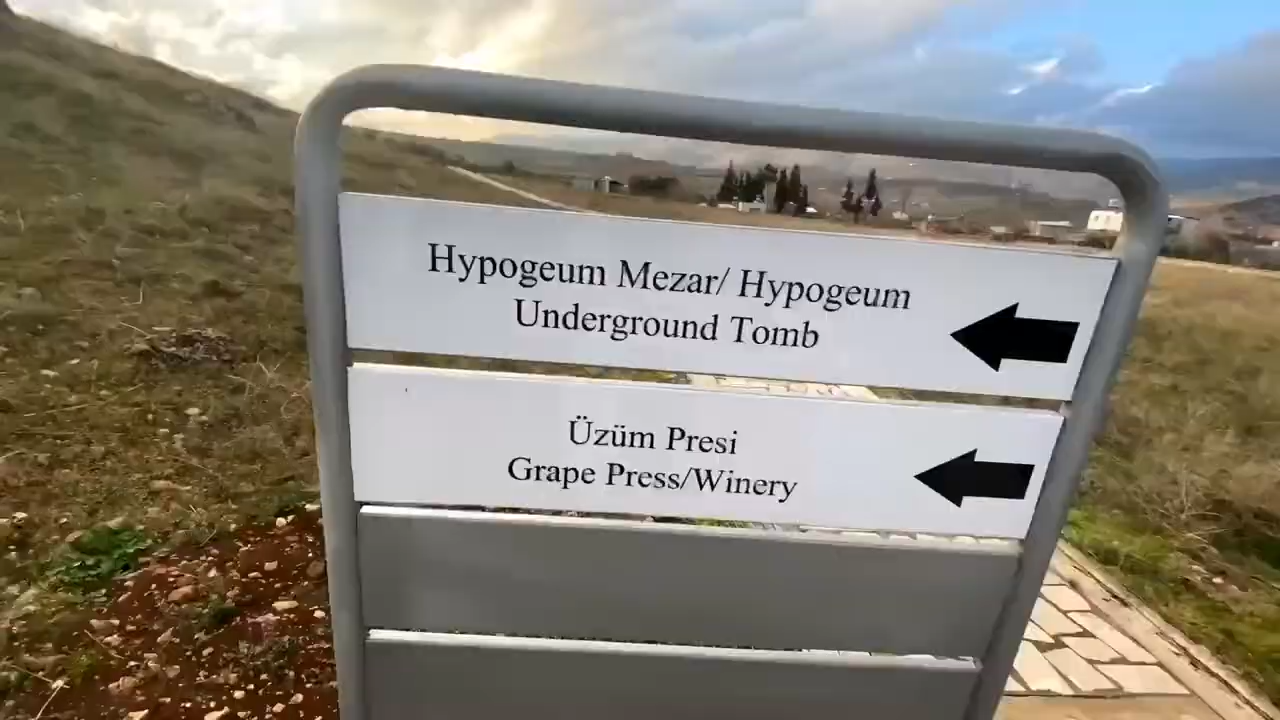 Hypogeum Mezar/ Hypogeum
Underground Tomb
Üzüm Presi
Grape Press/Winery